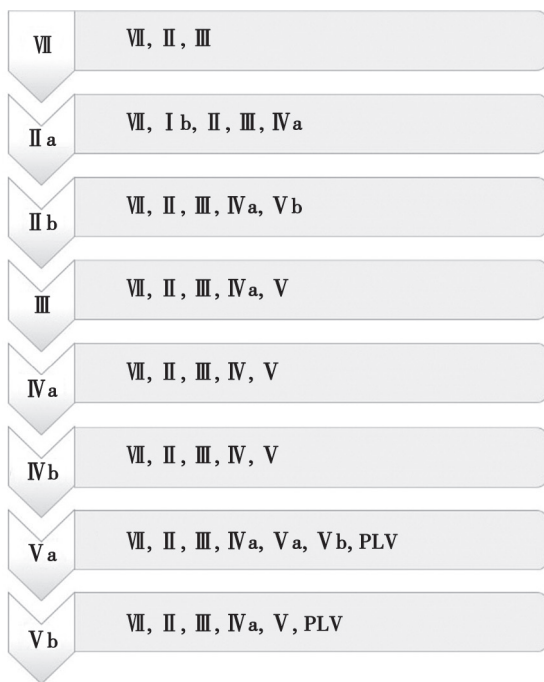 Ⅶ Ⅶ, Ⅱ, Ⅲ
Ⅱa Ⅶ, Ⅰb, Ⅱ, Ⅲ, Ⅳa
Ⅱb Ⅶ, Ⅱ, Ⅲ, Ⅳa, Ⅴb
Ⅲ Ⅶ, Ⅱ, Ⅲ, Ⅳa, Ⅴ
Ⅳa Ⅶ, Ⅱ, Ⅲ, Ⅳ, Ⅴ
Ⅳb Ⅶ, Ⅱ, Ⅲ, Ⅳ, Ⅴ
Ⅴa Ⅶ, Ⅱ, Ⅲ, Ⅳa, Ⅴa, Ⅴb, PLV
Ⅴb Ⅶ, Ⅱ, Ⅲ, Ⅳa, Ⅴ, PLV